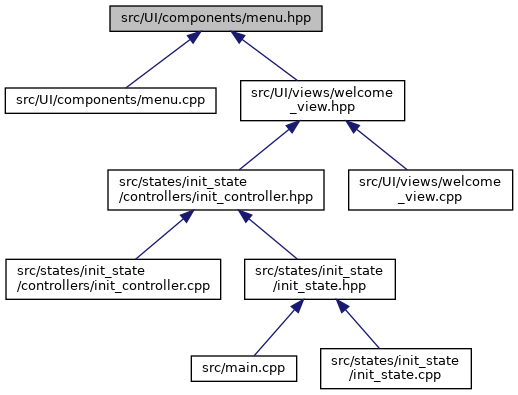 src/UI/components/menu.hpp
src/UI/components/menu.cpp
src/UI/views/welcome
_view.hpp
src/states/init_state
/controllers/init_controller.hpp
src/UI/views/welcome
_view.cpp
src/states/init_state
/controllers/init_controller.cpp
src/states/init_state
/init_state.hpp
src/main.cpp
src/states/init_state
/init_state.cpp